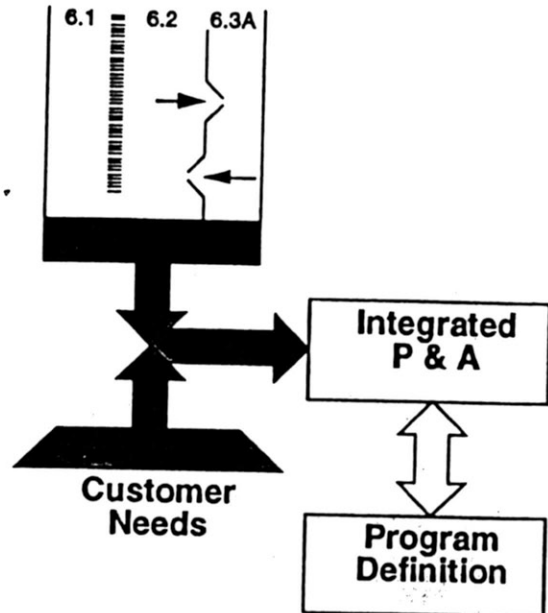 6.1 6.2 6.3A
Integrated
P & A
Customer
Needs
Program
Definition